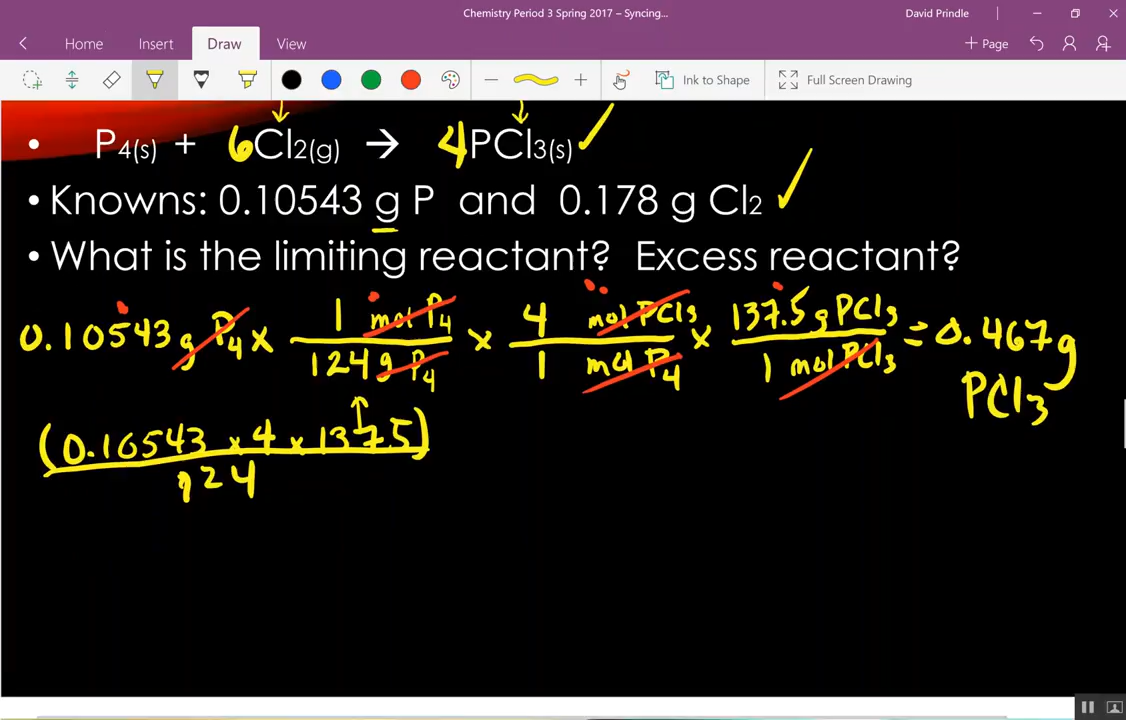 Chemistry Period 3 Spring 2017 – Syncing...
David Prindle
Home Insert Draw View
+ Page
Ink to Shape
Full Screen Drawing
• P4(s) + 6Cl2(g) → 4PCl3(s) ✓
• Knowns: 0.10543 g P and 0.178 g Cl2 ✓
• What is the limiting reactant? Excess reactant?
0.10543 g P4 × 1 mol P4 / 124 g P4 × 4 mol PCl3 / 1 mol P4 × 137.5 g PCl3 / 1 mol PCl3 = 0.467 g
PCl3
(0.10543 × 4 × 137.5)
124